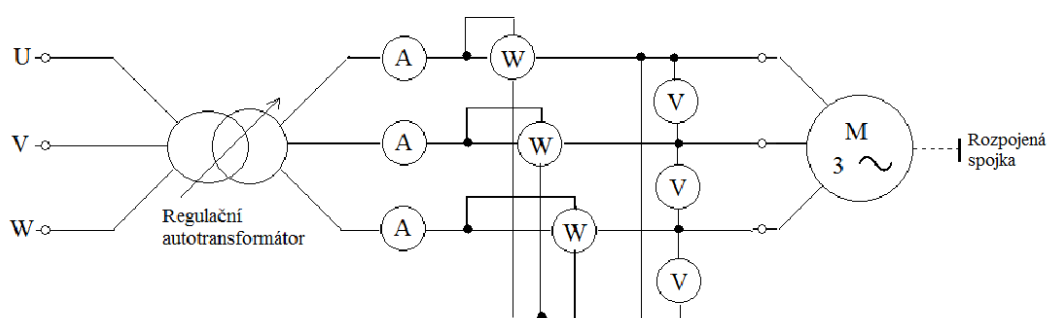 U
A
W
V
V
A
W
M
3
Rozpojená
spojka
V
W
A
W
Regulační
autotransformátor
V